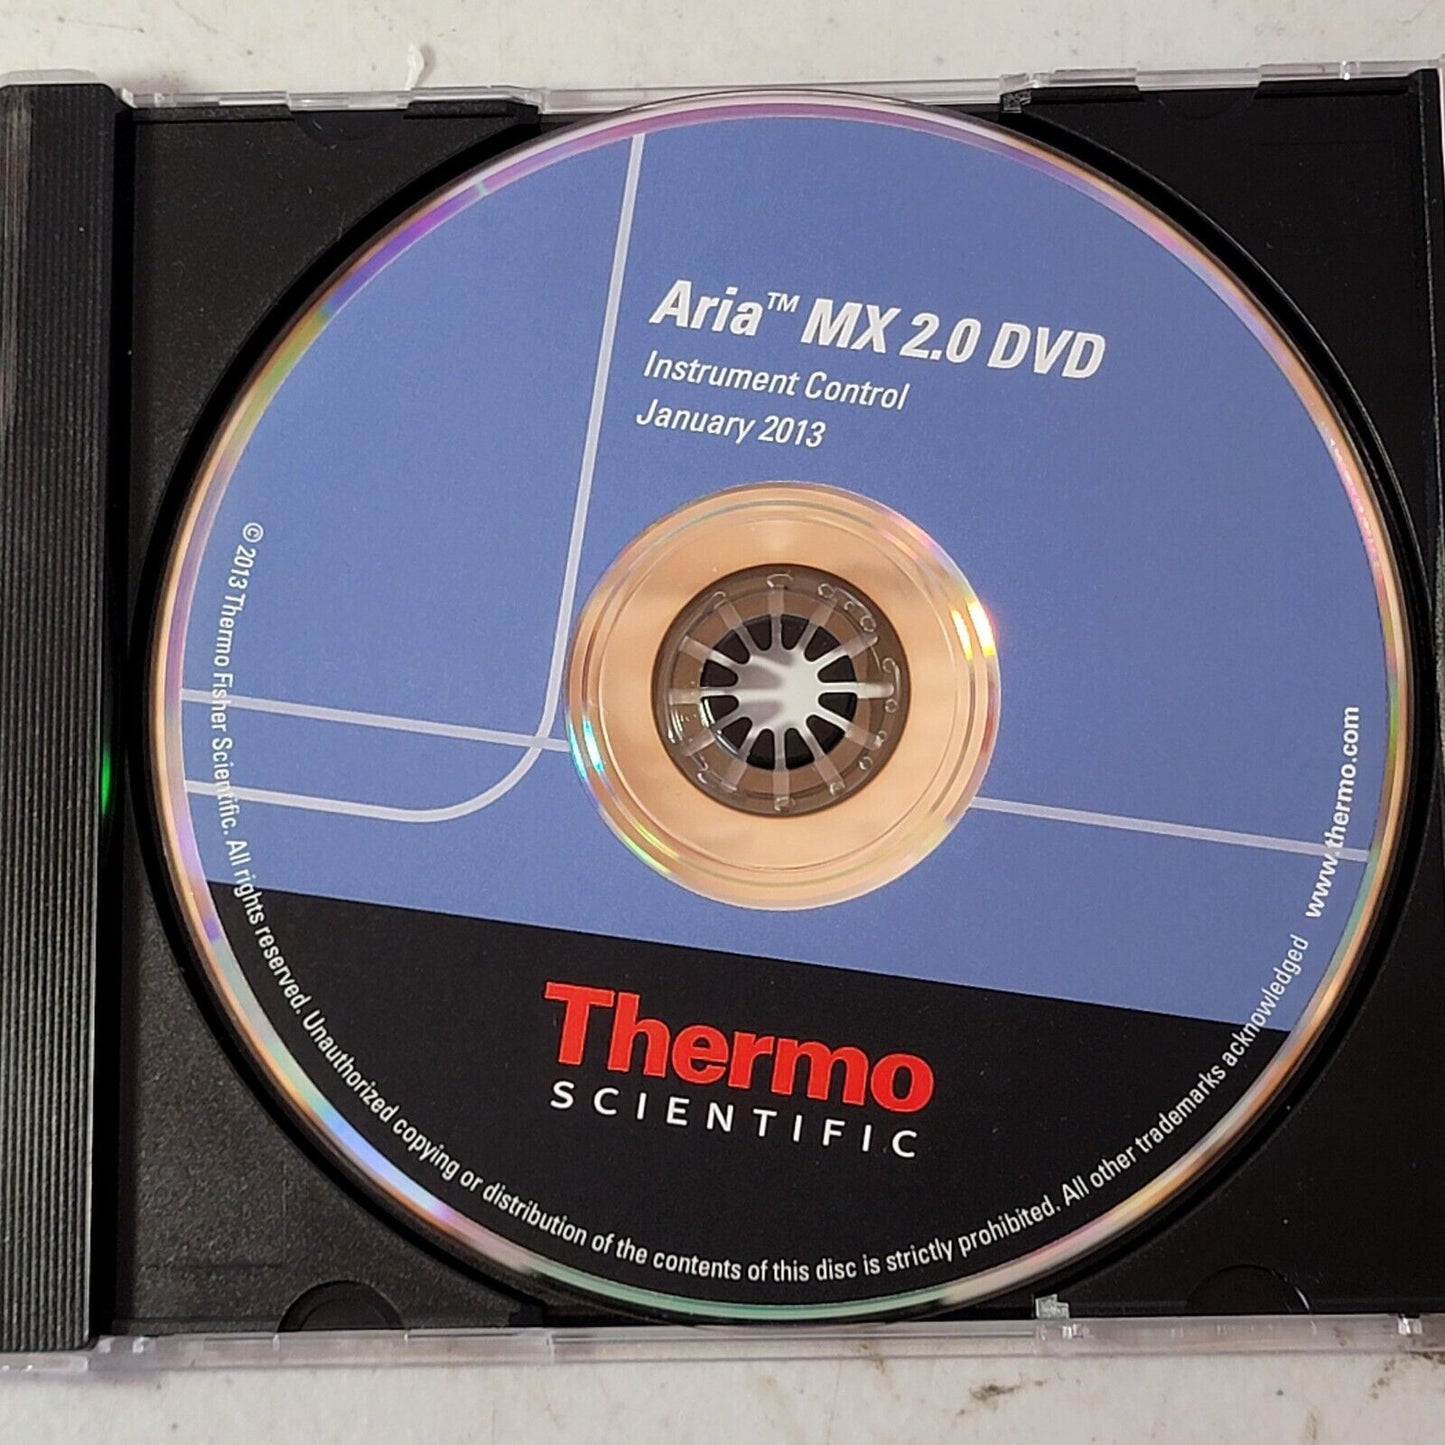 Aria™ MX 2.0 DVD
Instrument Control
January 2013
Thermo
SCIENTIFIC
© 2013 Thermo Fisher Scientific. All rights reserved. Unauthorized copying or distribution of the contents of this disc is strictly prohibited. All other trademarks acknowledged www.thermo.com